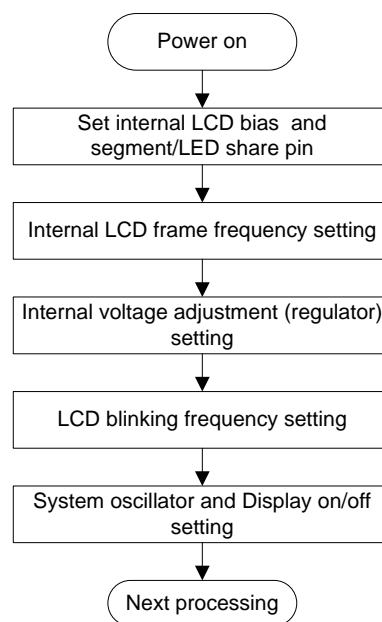 Power on
Set internal LCD bias and
segment/LED share pin
Internal LCD frame frequency setting
Internal voltage adjustment (regulator)
setting
LCD blinking frequency setting
System oscillator and Display on/off
setting
Next processing